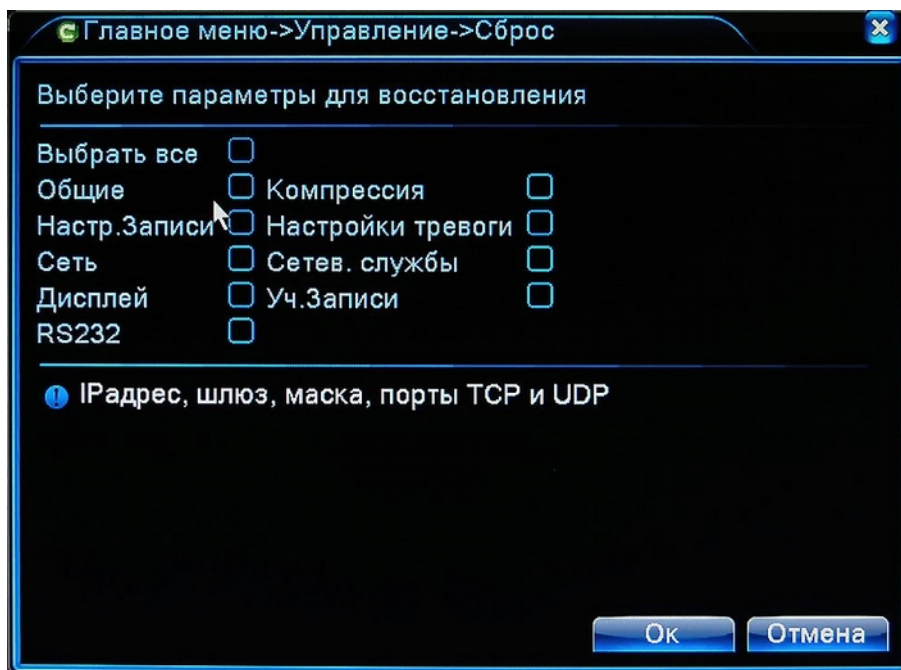 Главное меню->Управление->Сброс
Выберите параметры для восстановления
Выбрать все
Общие Компрессия
Настр.Записи Настройки тревоги
Сеть Сетев. службы
Дисплей Уч.Записи
RS232
IPадрес, шлюз, маска, порты TCP и UDP
Ок Отмена